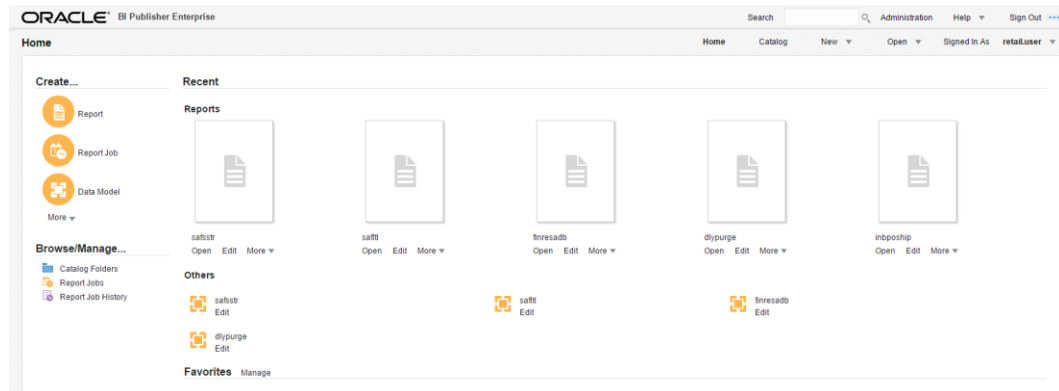 ORACLE BI Publisher Enterprise Search Administration Help Sign Out
Home Home Catalog New Open Signed In As retail.user
Create...
Report
Report Job
Data Model
More
Browse/Manage...
Catalog Folders
Report Jobs
Report Job History
Recent
Reports
safsstr safltl finresadb dlypurge inbpoship
Open Edit More Open Edit More Open Edit More Open Edit More Open Edit More
Others
safsstr safltl finresadb
Edit Edit Edit
dlypurge
Edit
Favorites Manage